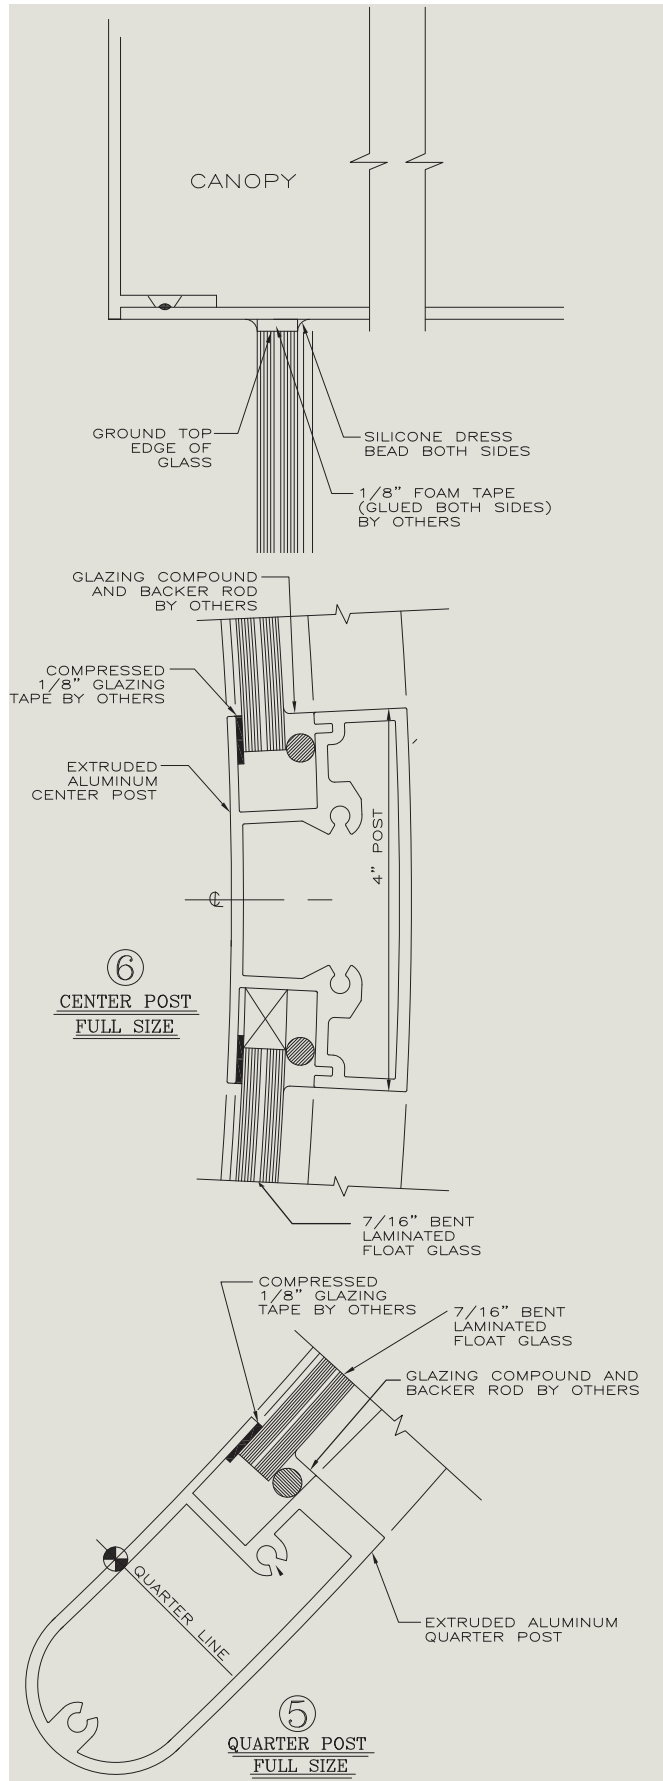 CANOPY
GROUND TOP
EDGE OF
GLASS
SILICONE DRESS
BEAD BOTH SIDES
1/8” FOAM TAPE
(GLUED BOTH SIDES)
BY OTHERS
GLAZING COMPOUND
AND BACKER ROD
BY OTHERS
COMPRESSED
1/8” GLAZING
TAPE BY OTHERS
EXTRUDED
ALUMINUM
CENTER POST
4” POST
℄
6
CENTER POST
FULL SIZE
7/16” BENT
LAMINATED
FLOAT GLASS
COMPRESSED
1/8” GLAZING
TAPE BY OTHERS
7/16” BENT
LAMINATED
FLOAT GLASS
GLAZING COMPOUND AND
BACKER ROD BY OTHERS
QUARTER LINE
EXTRUDED ALUMINUM
QUARTER POST
5
QUARTER POST
FULL SIZE